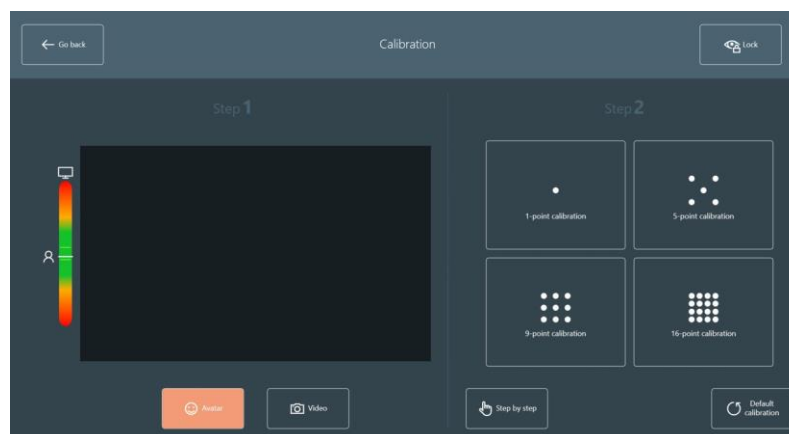 Go back
Calibration
Lock
Step 1
Step 2
1-point calibration
5-point calibration
9-point calibration
16-point calibration
Avatar
Video
Step by step
Default
calibration